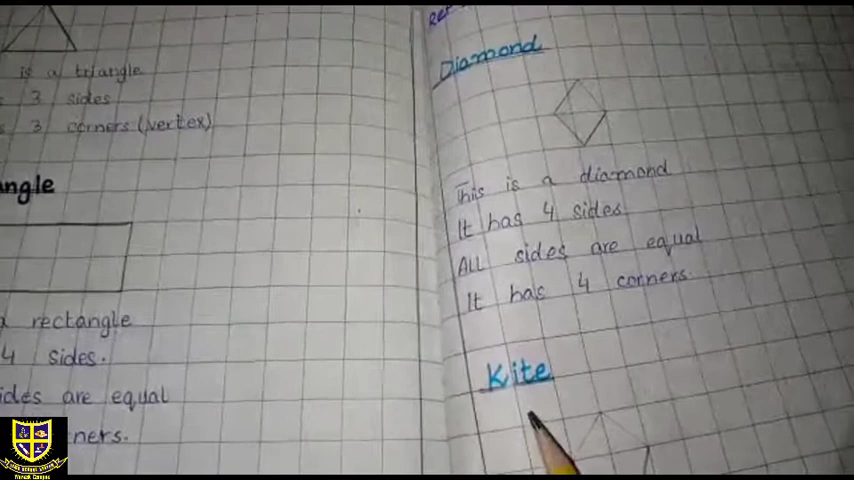 is a triangle
3 sides
3 corners (vertex)
angle
a rectangle
4 sides.
ides are equal
ners.
Diamond
This is a diamond
It has 4 sides
ALL sides are equal
It has 4 corners
Kite